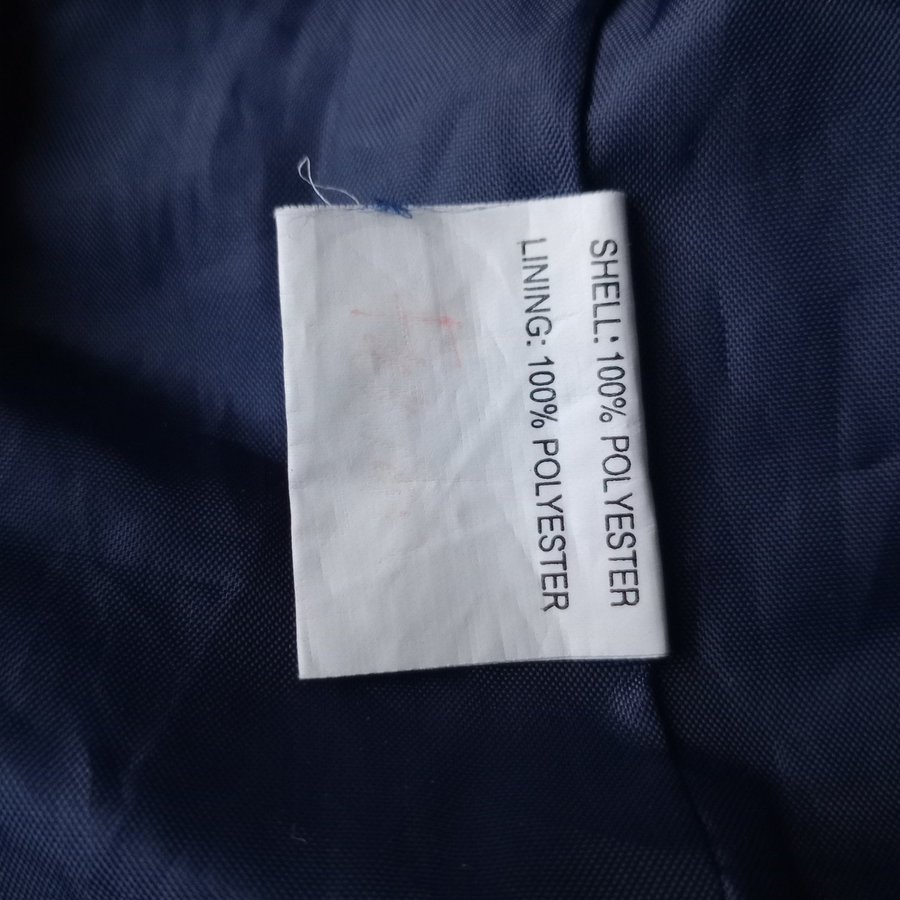 SHELL: 100% POLYESTER
LINING: 100% POLYESTER